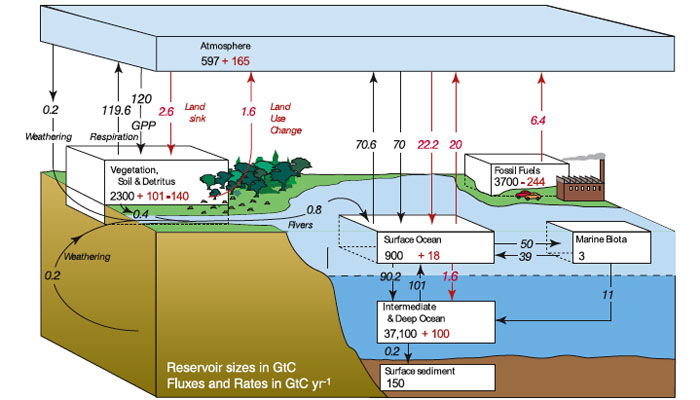 Atmosphere
597 + 165
0.2
Weathering
119.6
Respiration
120
GPP
2.6
Land
sink
1.6
Land
Use
Change
70.6
70
22.2
20
6.4
Vegetation,
Soil & Detritus
2300 + 101 -140
Fossil Fuels
3700 - 244
0.4
0.8
Rivers
Weathering
0.2
Surface Ocean
900 + 18
50
39
Marine Biota
3
90.2
101
1.6
11
Intermediate
& Deep Ocean
37,100 + 100
0.2
Surface sediment
150
Reservoir sizes in GtC
Fluxes and Rates in GtC yr-1